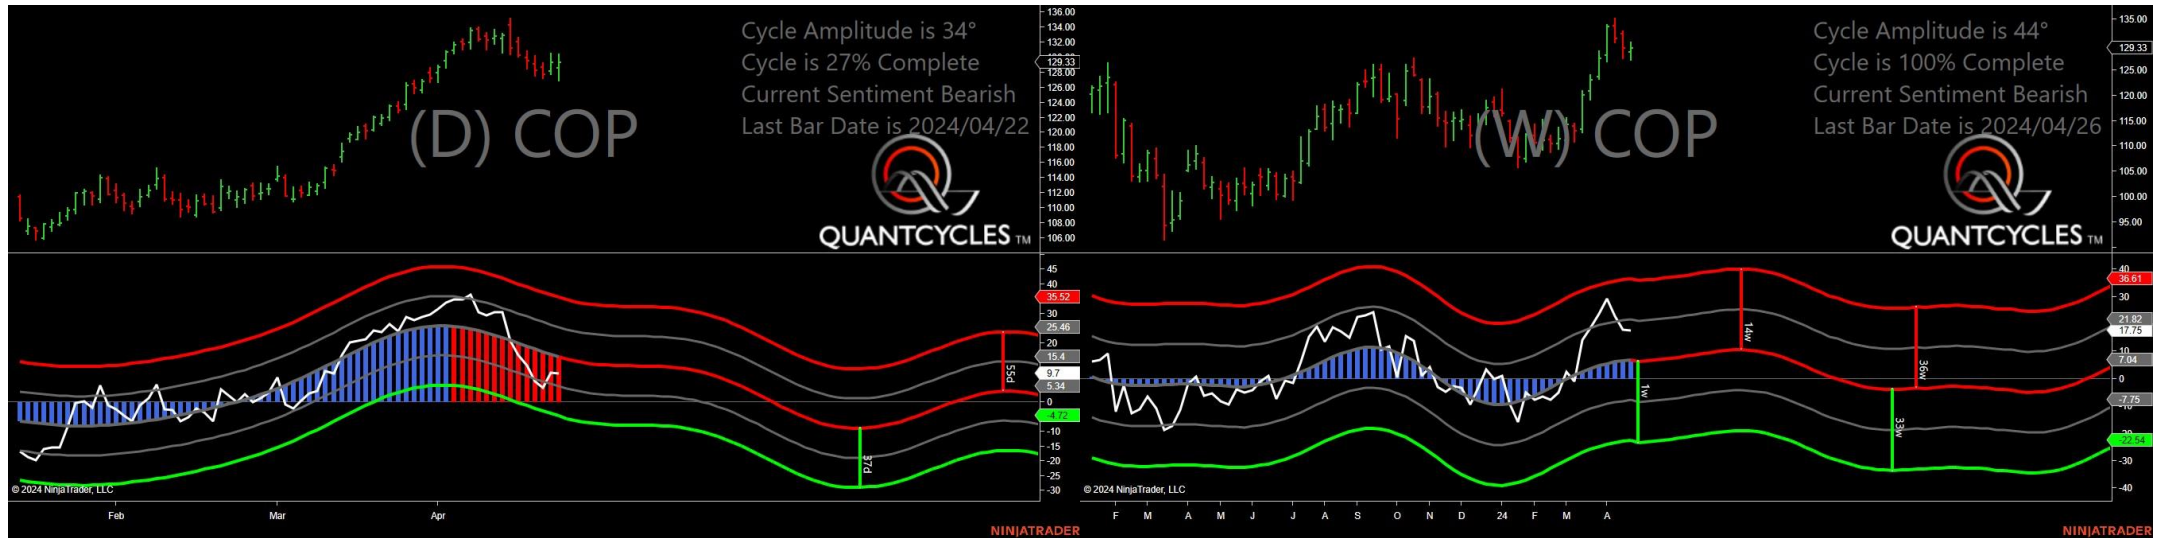 Cycle Amplitude is 34°
Cycle is 27% Complete
Current Sentiment Bearish
Last Bar Date is 2024/04/22
(D) COP
QUANTCYCLES TM
136.00
134.00
132.00
129.33
128.00
126.00
124.00
122.00
120.00
118.00
116.00
114.00
112.00
110.00
108.00
106.00
45
40
35.52
30
25.46
20
15.4
9.7
5.34
0
-4.72
-10
-15
-20
-25
-30
55d
37d
© 2024 NinjaTrader, LLC
Feb
Mar
Apr
NINJATRADER
Cycle Amplitude is 44°
Cycle is 100% Complete
Current Sentiment Bearish
Last Bar Date is 2024/04/26
(W) COP
QUANTCYCLES TM
135.00
129.33
125.00
120.00
115.00
110.00
105.00
100.00
95.00
40
36.61
30
21.82
17.75
10
7.04
0
-7.75
-22.54
-30
-40
14w
36w
1w
33w
© 2024 NinjaTrader, LLC
F M A M J J A S O N D 24 F M A
NINJATRADER